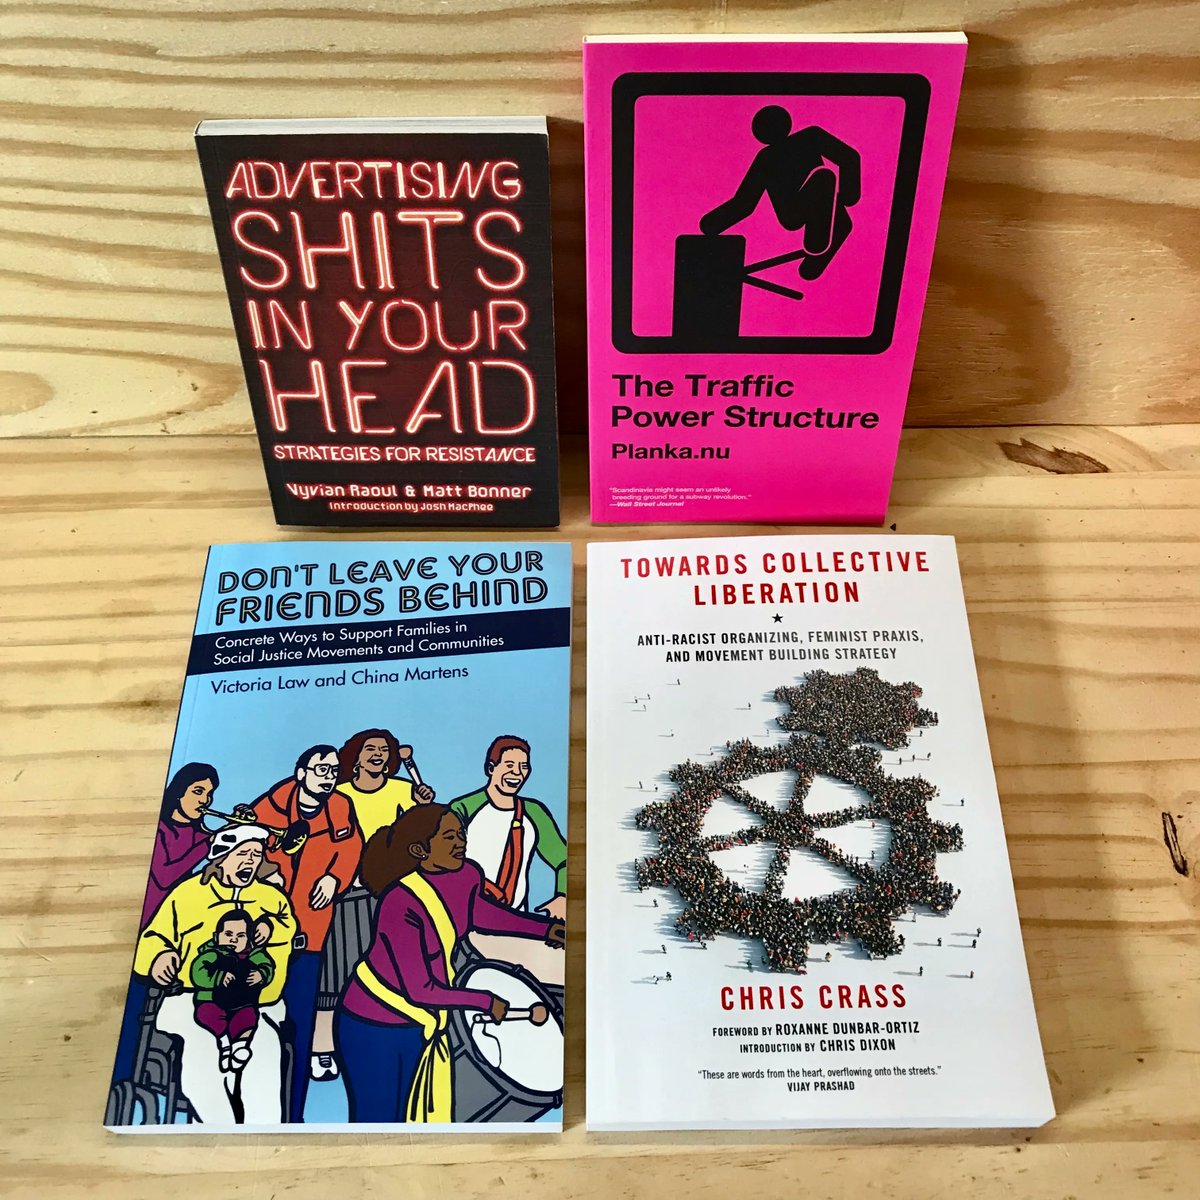 ADVERTISING
SHITS
IN YOUR
HEAD
STRATEGIES FOR RESISTANCE
Vyvian Raoul & Matt Bonner
Introduction by Josh MacPhee
The Traffic
Power Structure
Planka.nu
"Scandinavia might seem an unlikely
breeding ground for a subway revolution."
—Wall Street Journal
DON'T LEAVE YOUR
FRIENDS BEHIND
Concrete Ways to Support Families in
Social Justice Movements and Communities
Victoria Law and China Martens
TOWARDS COLLECTIVE
LIBERATION
ANTI-RACIST ORGANIZING, FEMINIST PRAXIS,
AND MOVEMENT BUILDING STRATEGY
CHRIS CRASS
FOREWORD BY ROXANNE DUNBAR-ORTIZ
INTRODUCTION BY CHRIS DIXON
"These are words from the heart, overflowing onto the streets."
VIJAY PRASHAD